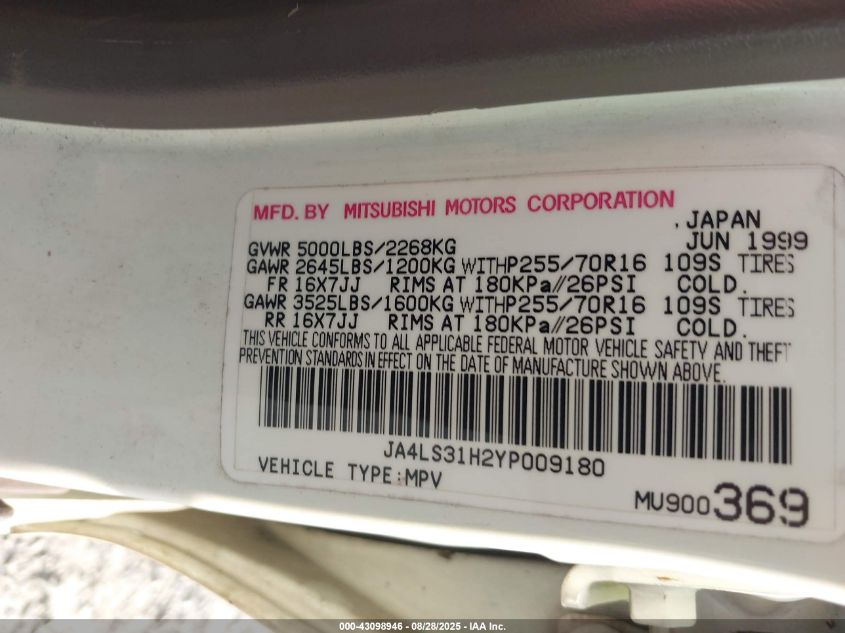 MFD. BY MITSUBISHI MOTORS CORPORATION
, JAPAN
JUN 1999
GVWR 5000LBS/2268KG
GAWR 2645LBS/1200KG WITHP255/70R16 109S TIRES
FR 16X7JJ RIMS AT 180KPa//26PSI COLD.
GAWR 3525LBS/1600KG WITHP255/70R16 109S TIRES
RR 16X7JJ RIMS AT 180KPa//26PSI COLD.
THIS VEHICLE CONFORMS TO ALL APPLICABLE FEDERAL MOTOR VEHICLE SAFETY AND THEFT
PREVENTION STANDARDS IN EFFECT ON THE DATE OF MANUFACTURE SHOWN ABOVE.
JA4LS31H2YP009180
VEHICLE TYPE:MPV
MU900369
000-43098946 - 08/28/2025 - IAA Inc.